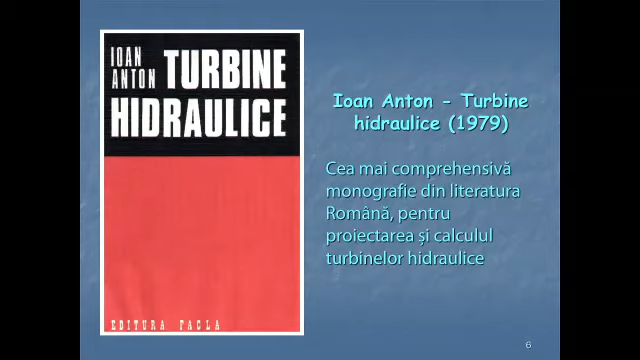 IOAN
ANTON
TURBINE
HIDRAULICE
EDITURA FACLA
Ioan Anton - Turbine
hidraulice (1979)
Cea mai comprehensivă
monografie din literatura
Română, pentru
proiectarea și calculul
turbinelor hidraulice
6